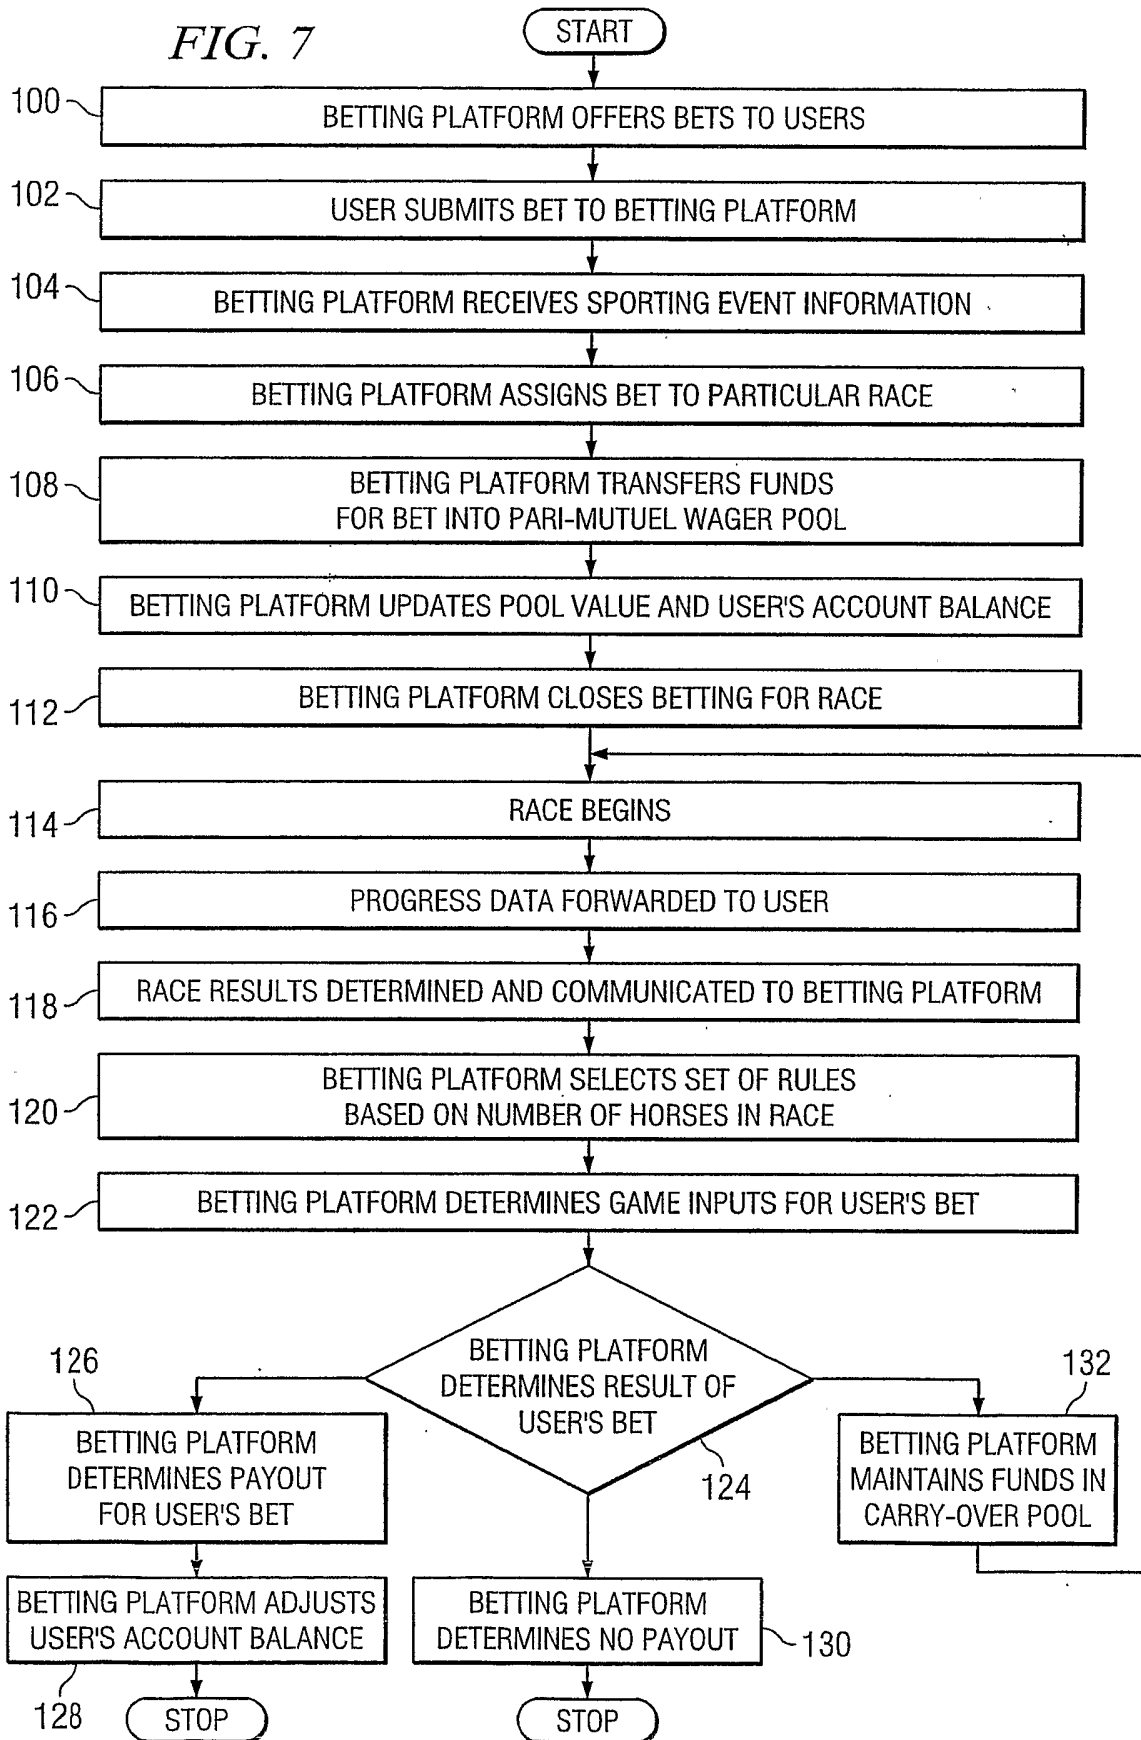 FIG. 7
START
100
BETTING PLATFORM OFFERS BETS TO USERS
102
USER SUBMITS BET TO BETTING PLATFORM
104
BETTING PLATFORM RECEIVES SPORTING EVENT INFORMATION
106
BETTING PLATFORM ASSIGNS BET TO PARTICULAR RACE
108
BETTING PLATFORM TRANSFERS FUNDS
FOR BET INTO PARI-MUTUEL WAGER POOL
110
BETTING PLATFORM UPDATES POOL VALUE AND USER'S ACCOUNT BALANCE
112
BETTING PLATFORM CLOSES BETTING FOR RACE
114
RACE BEGINS
116
PROGRESS DATA FORWARDED TO USER
118
RACE RESULTS DETERMINED AND COMMUNICATED TO BETTING PLATFORM
120
BETTING PLATFORM SELECTS SET OF RULES
BASED ON NUMBER OF HORSES IN RACE
122
BETTING PLATFORM DETERMINES GAME INPUTS FOR USER'S BET
BETTING PLATFORM
DETERMINES RESULT OF
USER'S BET
124
126
BETTING PLATFORM
DETERMINES PAYOUT
FOR USER'S BET
132
BETTING PLATFORM
MAINTAINS FUNDS IN
CARRY-OVER POOL
BETTING PLATFORM ADJUSTS
USER'S ACCOUNT BALANCE
128
STOP
BETTING PLATFORM
DETERMINES NO PAYOUT
130
STOP